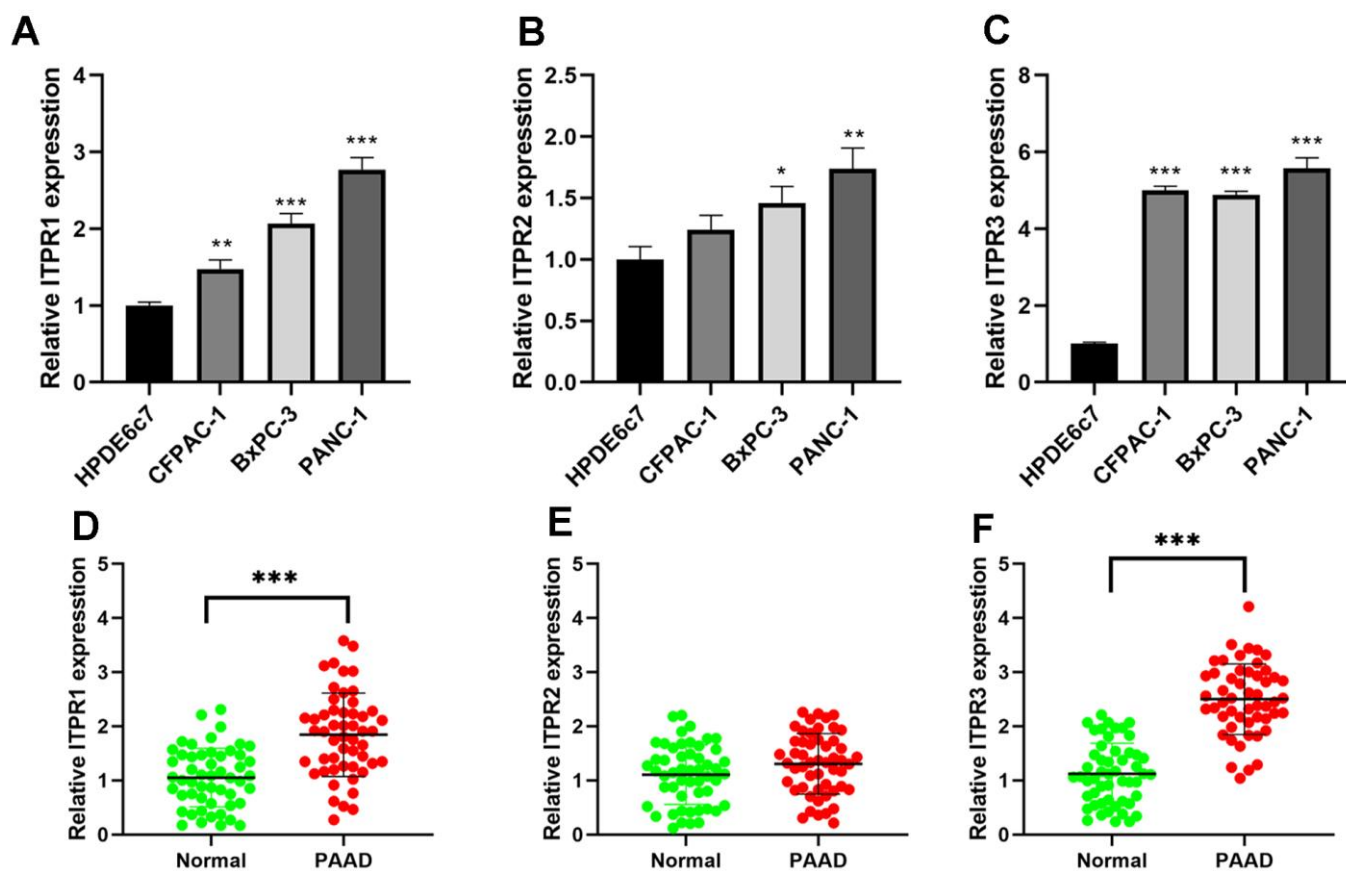 A
Relative ITPR1 expresstion
4
3
2
1
0
**
***
***
HPDE6c7
CFPAC-1
BxPC-3
PANC-1
B
Relative ITPR2 expresstion
2.5
2.0
1.5
1.0
0.5
0.0
*
**
HPDE6c7
CFPAC-1
BxPC-3
PANC-1
C
Relative ITPR3 expresstion
8
6
4
2
0
***
***
***
HPDE6c7
CFPAC-1
BxPC-3
PANC-1
D
Relative ITPR1 expresstion
5
4
3
2
1
0
***
Normal
PAAD
E
Relative ITPR2 expresstion
5
4
3
2
1
0
Normal
PAAD
F
Relative ITPR3 expresstion
5
4
3
2
1
0
***
Normal
PAAD